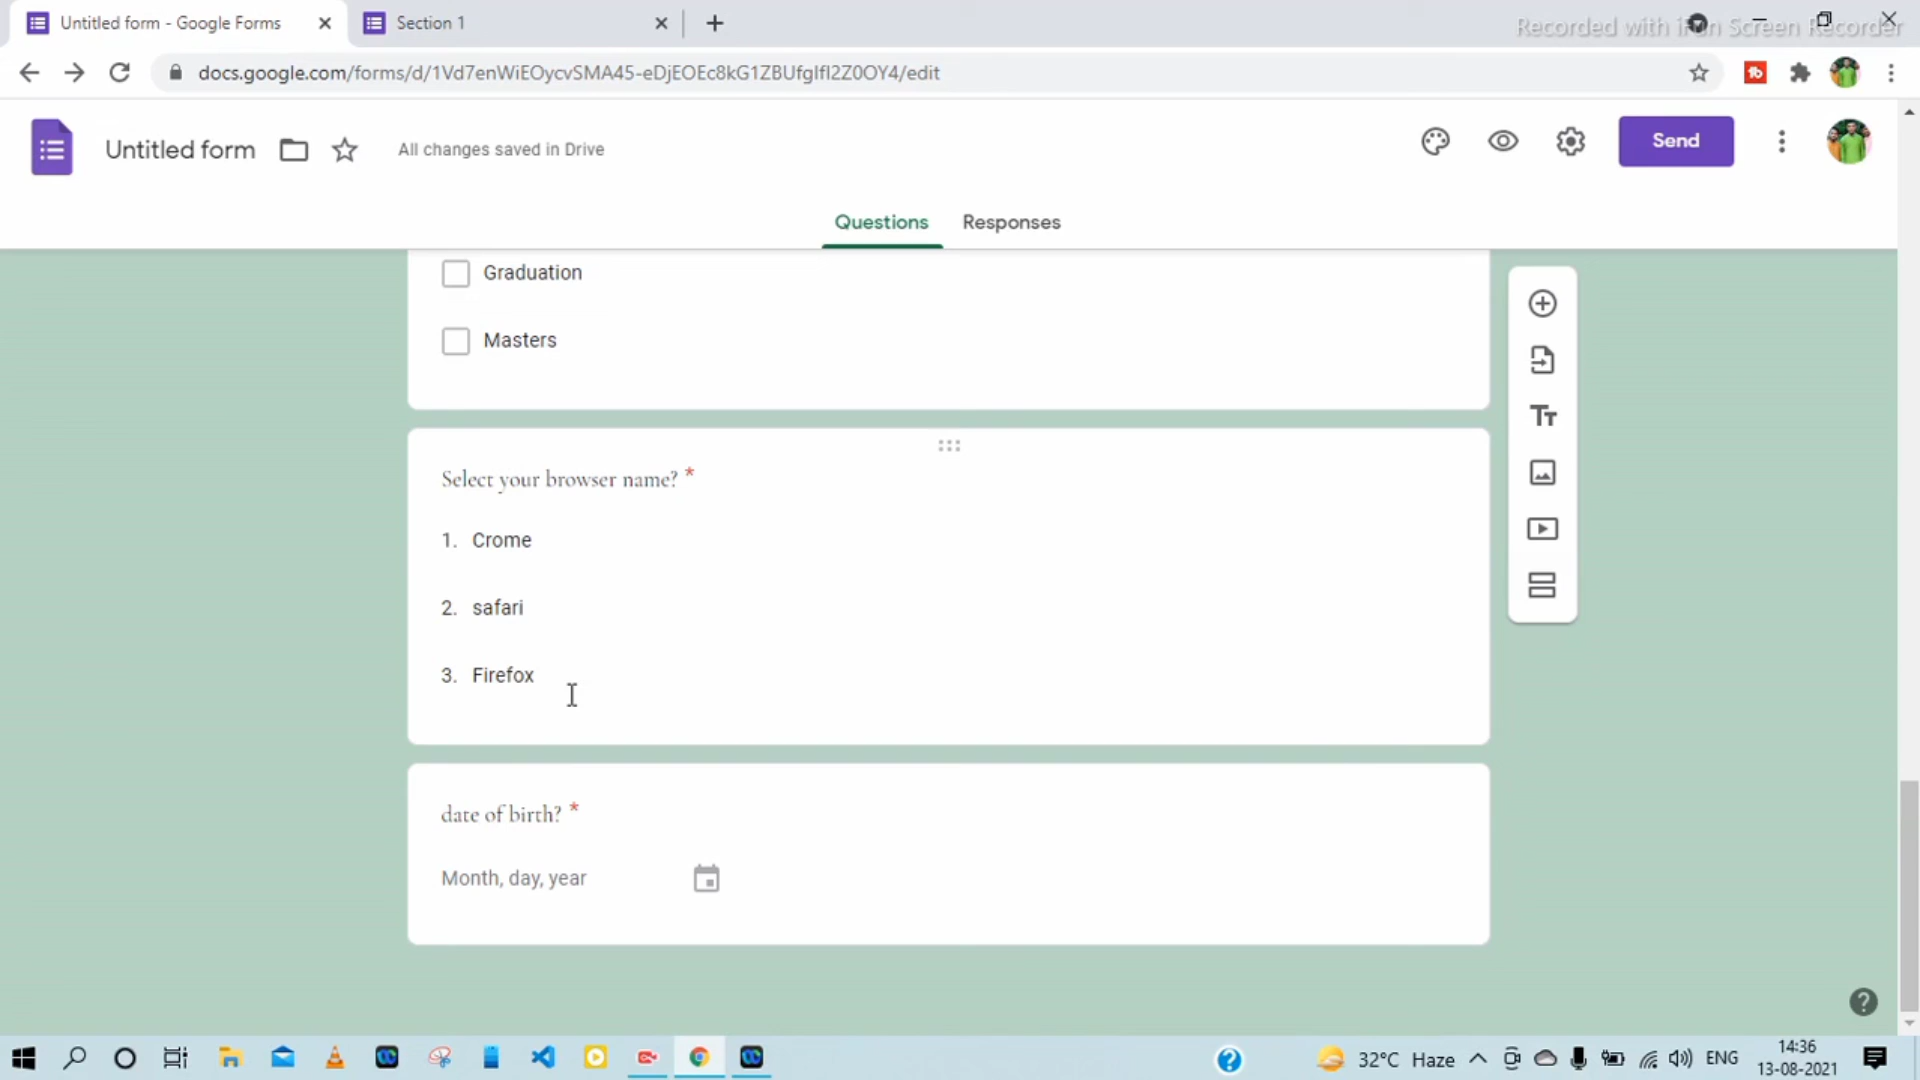 Untitled form - Google Forms
Section 1
Recorded with iFun Screen Recorder
docs.google.com/forms/d/1Vd7enWiEOycvSMA45-eDjEOEc8kG1ZBUfgIfI2Z0OY4/edit
Untitled form
All changes saved in Drive
Send
Questions
Responses
Graduation
Masters
Select your browser name? *
1. Crome
2. safari
3. Firefox
date of birth? *
Month, day, year
32°C Haze
ENG
14:36
13-08-2021